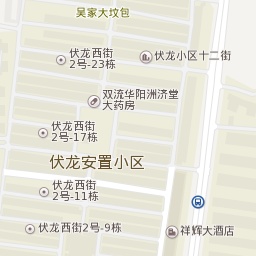 吴家大坟包
伏龙西街
2号-23栋
伏龙小区十二街
双流华阳洲济堂
大药房
伏龙西街
2号-17栋
伏龙安置小区
伏龙西街
2号-11栋
伏龙西街2号-9栋
祥辉大酒店